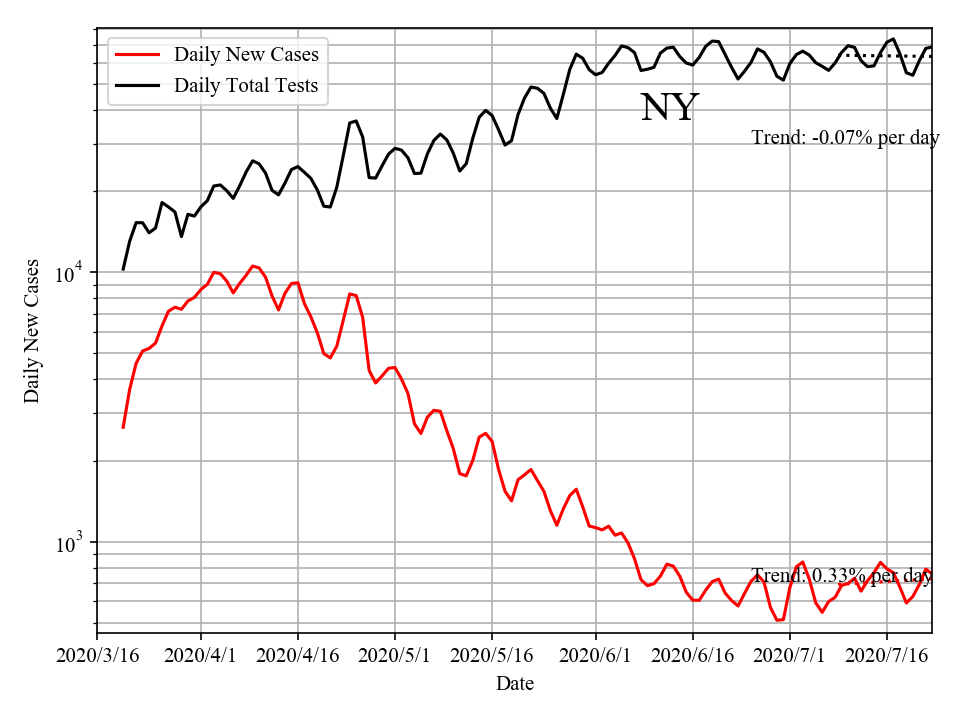 Daily New Cases
Daily Total Tests
NY
Trend: -0.07% per day
Daily New Cases
10^4
10^3
Trend: 0.33% per day
2020/3/16 2020/4/1 2020/4/16 2020/5/1 2020/5/16 2020/6/1 2020/6/16 2020/7/1 2020/7/16
Date